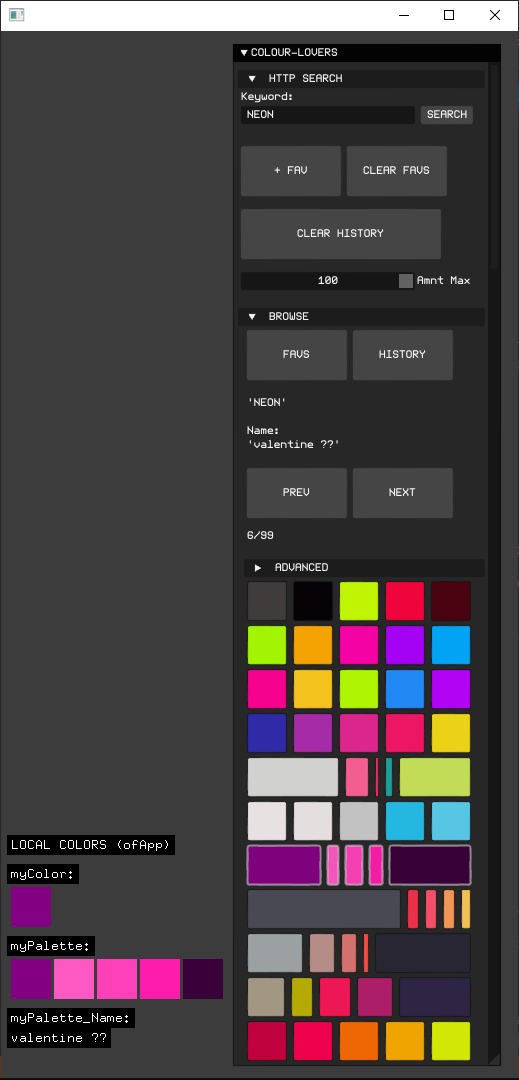 COLOUR-LOVERS
HTTP SEARCH
Keyword:
NEON SEARCH
+ FAV CLEAR FAVS
CLEAR HISTORY
100 Amnt Max
BROWSE
FAVS HISTORY
'NEON'
Name:
'valentine ??'
PREV NEXT
6/99
ADVANCED
LOCAL COLORS (ofApp)
myColor:
myPalette:
myPalette_Name:
valentine ??